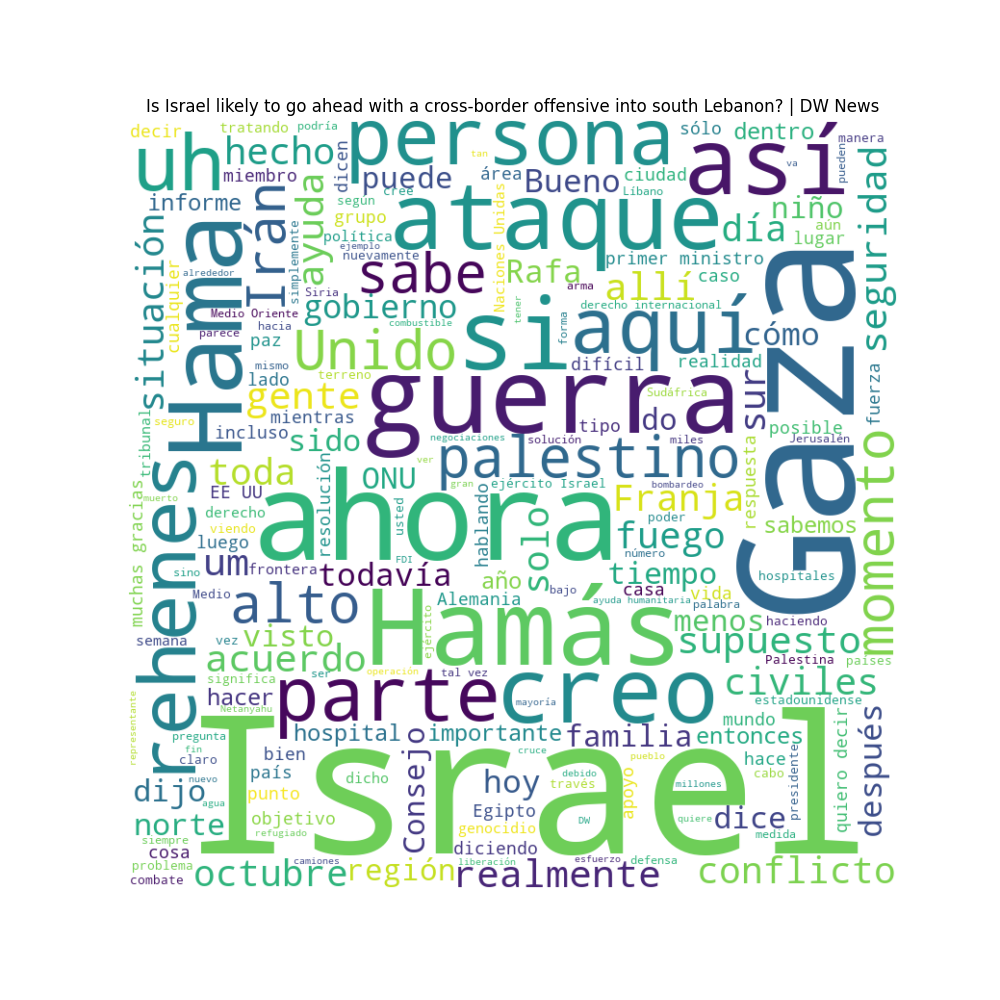 Is Israel likely to go ahead with a cross-border offensive into south Lebanon? | DW News
decir
tratando
podría
persona
sólo
dentro
manera
uh
hecho
dicen
tan
así
va
pueden
miembro
puede
área
Bueno
ciudad
cree
Líbano
informe
Irán
ayuda
según
grupo
ataque
Naciones Unidas
día
niño
aún
lugar
seguridad
situación
Hama
simplemente
política
ejemplo
nuevamente
primer ministro
cualquier
alrededor
Siria
sabe
Rafa
arma
allí
caso
Medio Oriente
gobierno
tener
derecho internacional
parece
hacia
combustible
si
forma
aquí
cómo
Gaza
paz
Unido
mismo
lado
terreno
difícil
realidad
fuerza
gente
guerra
Sudáfrica
sur
tribunal
seguro
mientras
incluso
sido
negociaciones
solución
tipo
do
miles
posible
Jerusalén
rehenes
toda
ONU
palestino
ver
gran
ejército Israel
bombardeo
respuesta
momento
muerto
EE UU
resolución
ahora
Franja
derecho
usted
hablando
solo
poder
sabemos
muchas gracias
viendo
luego
fuego
número
um
frontera
FDI
todavía
año
bajo
tiempo
casa
hospitales
sino
Medio
alto
Alemania
ayuda humanitaria
vida
palabra
semana
vez
visto
ejército
Hamás
menos
haciendo
acuerdo
supuesto
Palestina
países
significa
ser
operación
tal vez
hacer
parte
creo
mayoría
civiles
estadounidense
representante
Netanyahu
pregunta
hospital
importante
familia
mundo
entonces
después
fin
claro
bien
Consejo
cruce
pueblo
hace
quiero decir
nuevo
país
dicho
hoy
debido
través
apoyo
millones
cabo
presidente
dijo
agua
punto
Israel
Egipto
norte
objetivo
genocidio
DW
quiere
dice
medida
siempre
refugiado
cosa
diciendo
problema
camiones
liberación
esfuerzo
defensa
combate
octubre
región
realmente
conflicto